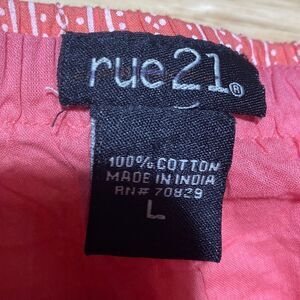 rue21®
100% COTTON
MADE IN INDIA
RN# 70829
L